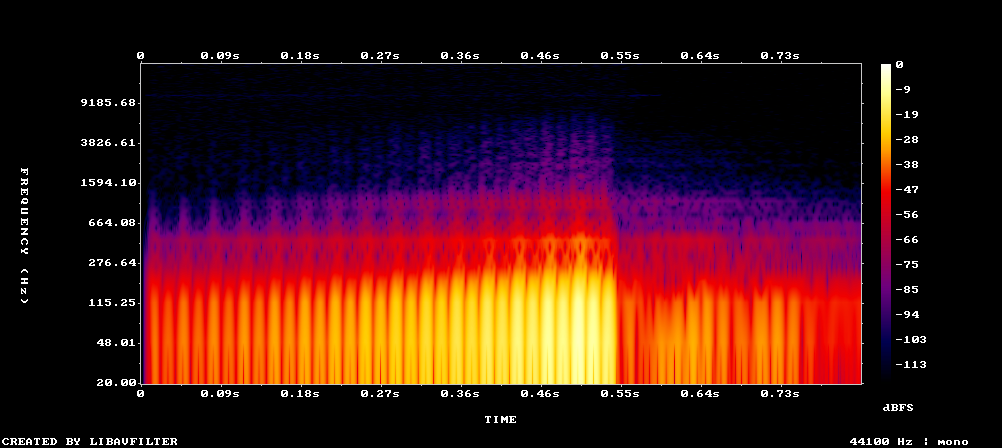 0 0.09s 0.18s 0.27s 0.36s 0.46s 0.55s 0.64s 0.73s
0
9185.68 -9
-19
3826.61 -28
-38
1594.10 -47
664.08 -56
-66
276.64 -75
115.25 -85
-94
48.01 -103
-113
20.00
FREQUENCY (Hz)
0 0.09s 0.18s 0.27s 0.36s 0.46s 0.55s 0.64s 0.73s
dBFS
TIME
CREATED BY LIBAVFILTER 44100 Hz | mono